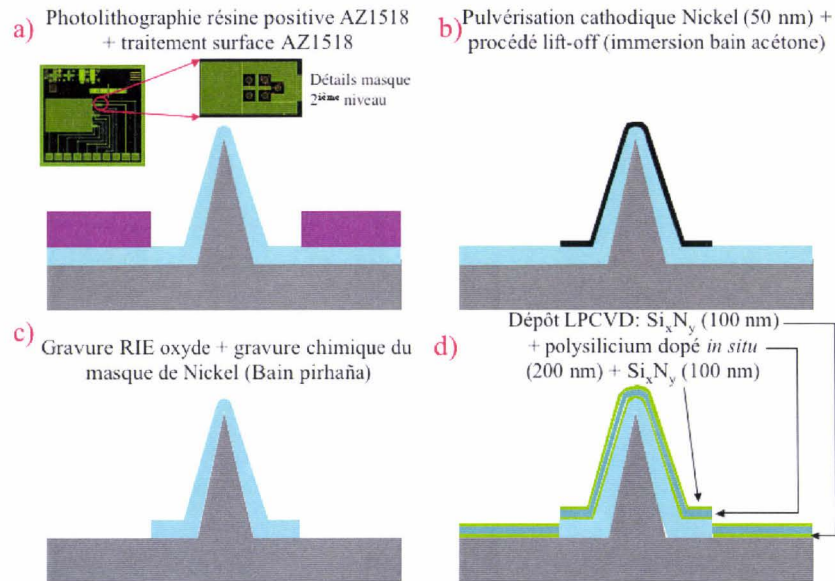 a)
Photolithographie résine positive AZ1518
+ traitement surface AZ1518
Détails masque
2ième niveau
b)
Pulvérisation cathodique Nickel (50 nm) +
procédé lift-off (immersion bain acétone)
c)
Gravure RIE oxyde + gravure chimique du
masque de Nickel (Bain pirhaña)
d)
Dépôt LPCVD: SixNy (100 nm)
+ polysilicium dopé in situ
(200 nm) + SixNy (100 nm)